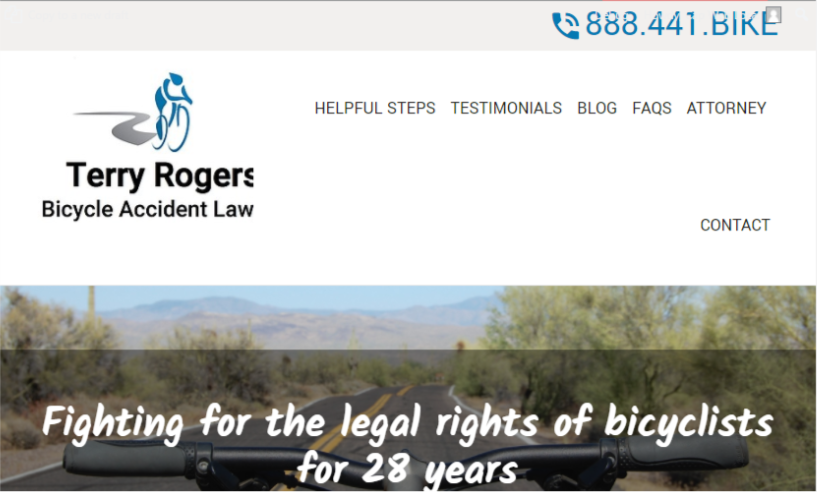 888.441.BIKE
HELPFUL STEPS TESTIMONIALS BLOG FAQS ATTORNEY
Terry Rogers
Bicycle Accident Law
CONTACT
Fighting for the legal rights of bicyclists
for 28 years